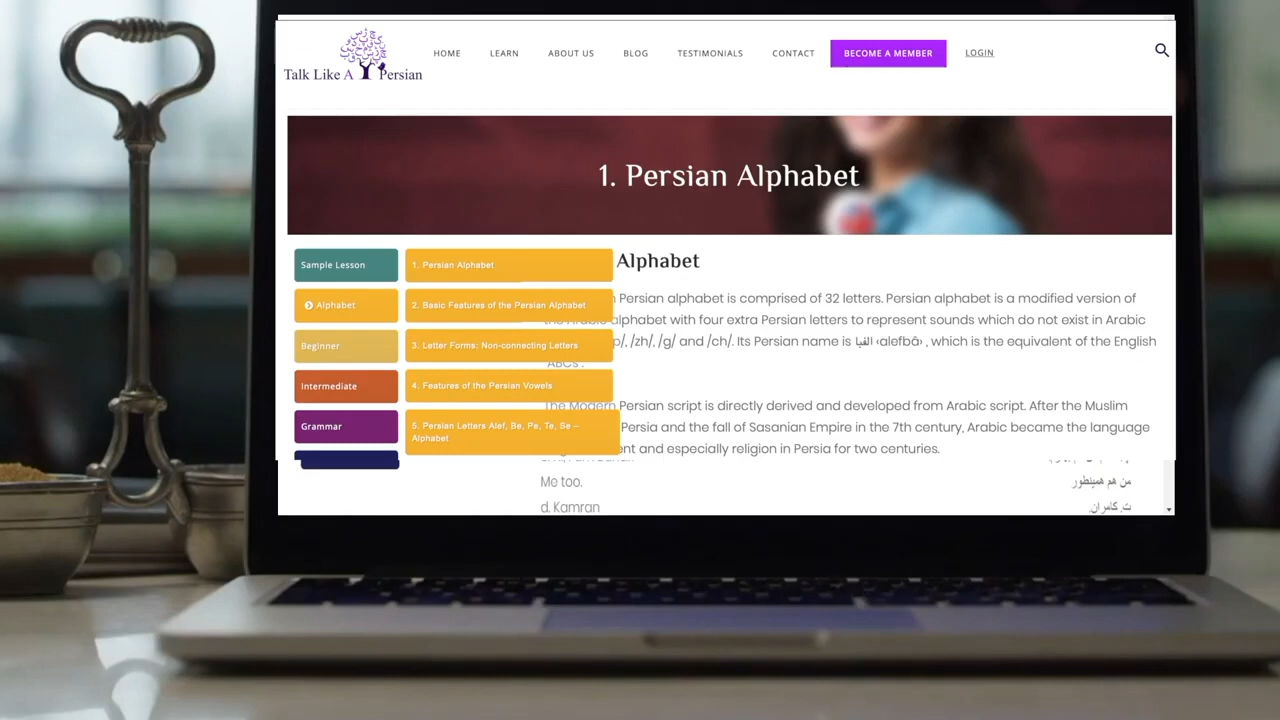 HOME LEARN ABOUT US BLOG TESTIMONIALS CONTACT BECOME A MEMBER LOGIN
Talk Like A Persian
1. Persian Alphabet
Sample Lesson
Alphabet
Beginner
Intermediate
Grammar
1. Persian Alphabet
2. Basic Features of the Persian Alphabet
3. Letter Forms: Non-connecting Letters
4. Features of the Persian Vowels
5. Persian Letters Alef, Be, Pe, Te, Se –
Alphabet
Alphabet
Persian alphabet is comprised of 32 letters. Persian alphabet is a modified version of
alphabet with four extra Persian letters to represent sounds which do not exist in Arabic
/zh/, /g/ and /ch/. Its Persian name is الفبا ‹alefbá› , which is the equivalent of the English
ABCs .
The Modern Persian script is directly derived and developed from Arabic script. After the Muslim
Persia and the fall of Sasanian Empire in the 7th century, Arabic became the language
and especially religion in Persia for two centuries.
Me too. من هم همینطور
d. Kamran ت. کامران.